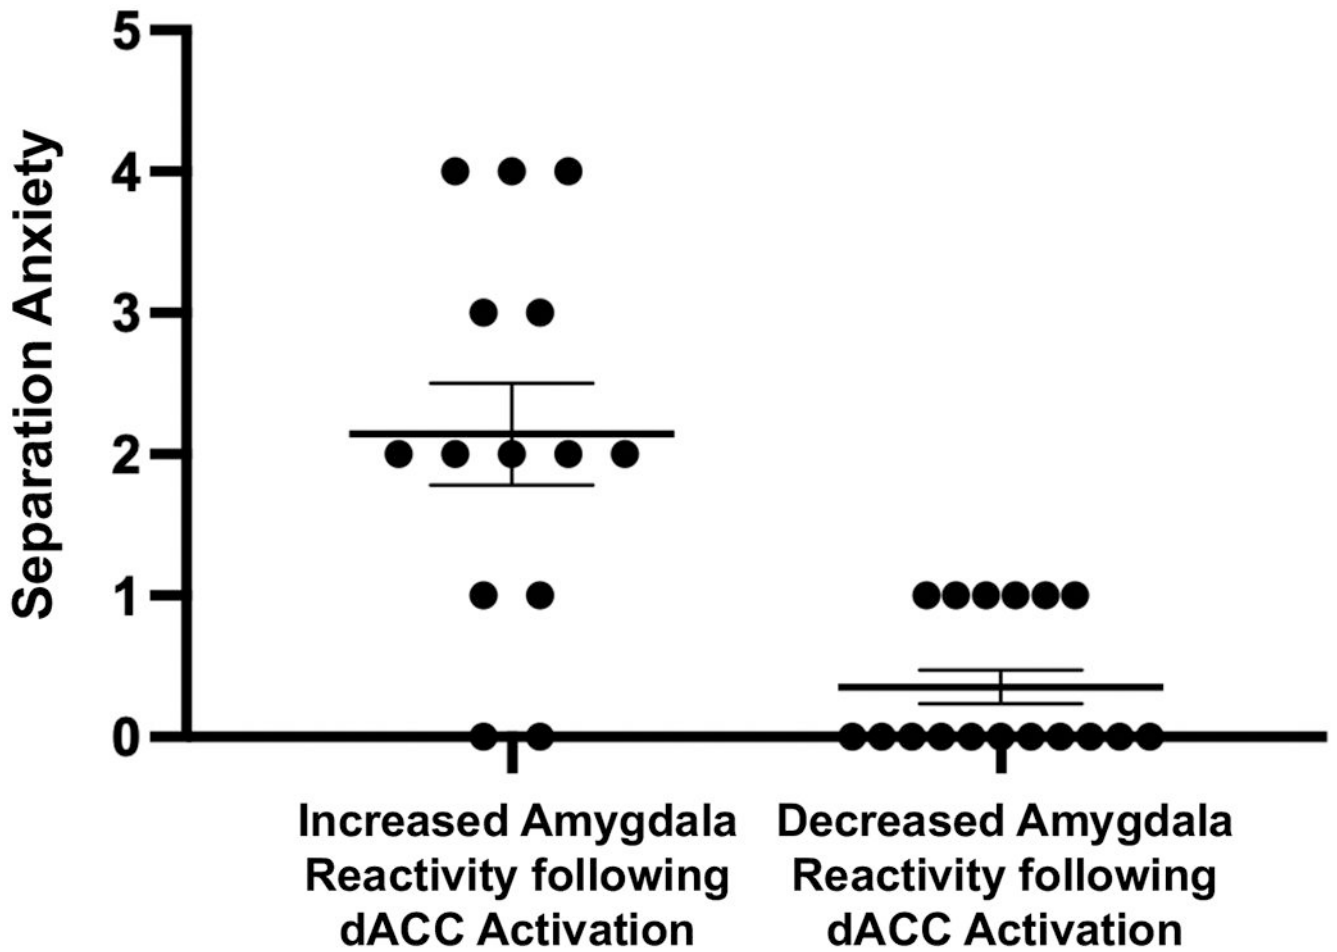 Separation Anxiety
5
4
3
2
1
0
Increased Amygdala
Reactivity following
dACC Activation
Decreased Amygdala
Reactivity following
dACC Activation